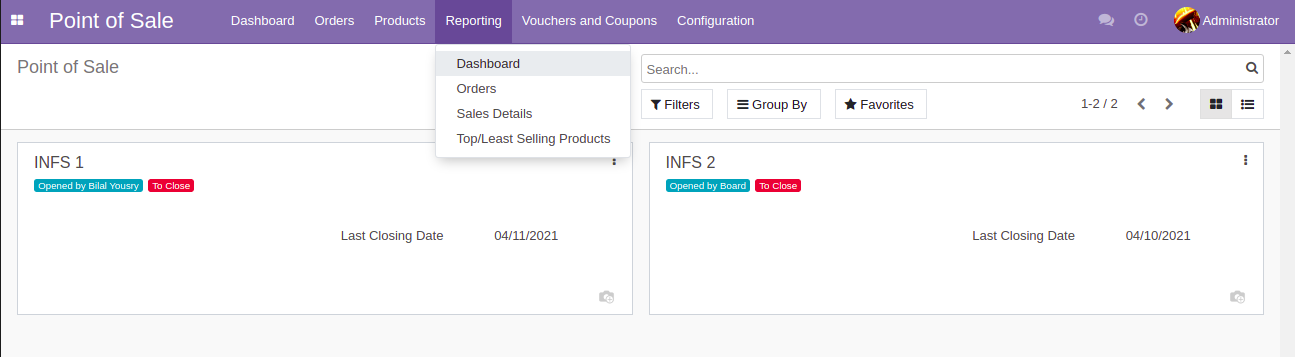 Point of Sale Dashboard Orders Products Reporting Vouchers and Coupons Configuration Administrator
Point of Sale
Dashboard
Orders
Sales Details
Top/Least Selling Products
Search...
Filters Group By Favorites 1-2 / 2
INFS 1
Opened by Bilal Yousry To Close
Last Closing Date 04/11/2021
INFS 2
Opened by Board To Close
Last Closing Date 04/10/2021